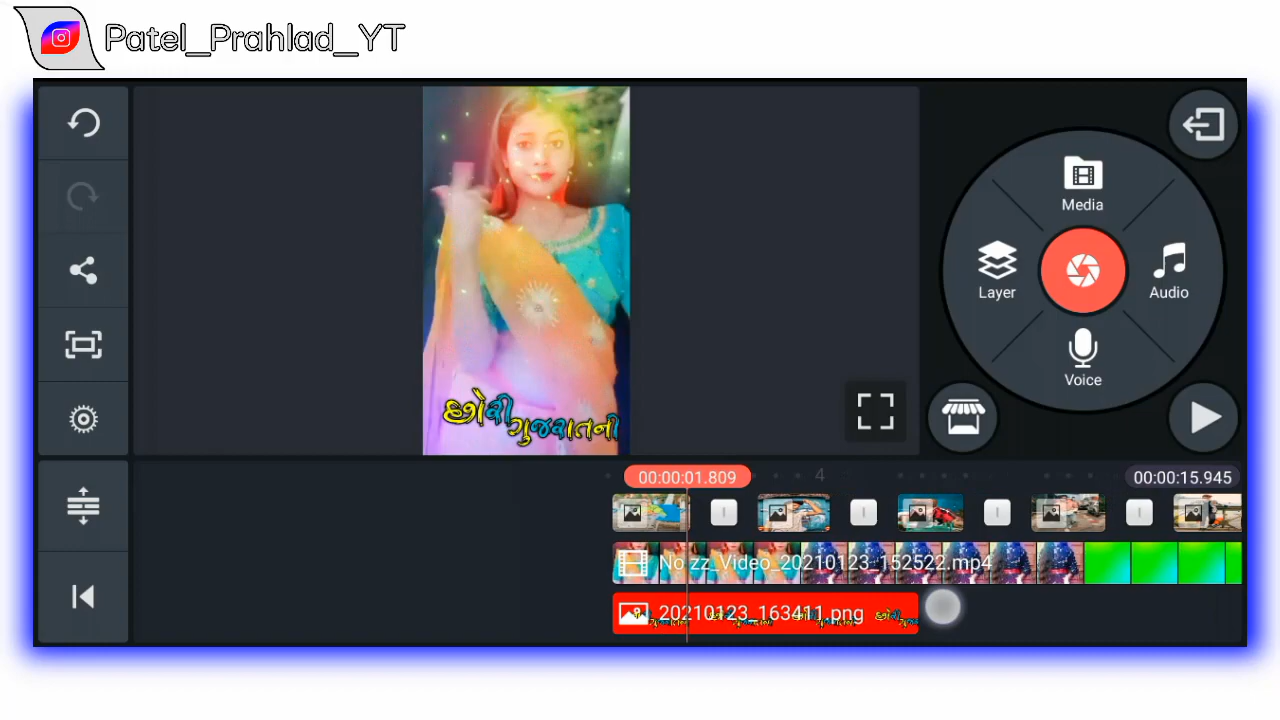 Patel_Prahlad_YT
Media
Layer
Audio
Voice
છોરી
ગુજરાતની
00:00:01.809
4
00:00:15.945
No
zz_Video_20210123_152522.mp4
20210123_163411.png